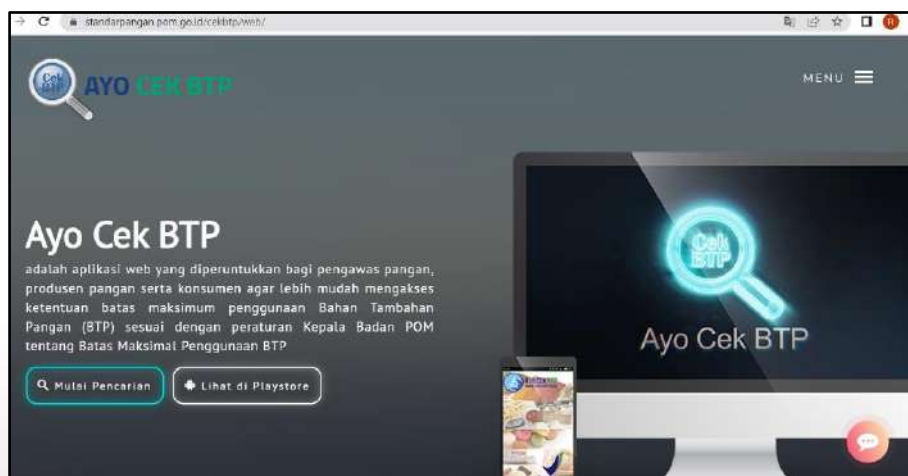 standarpangan.pom.go.id/cekbtp/web/
Cek
BTP
AYO CEK BTP
MENU
Ayo Cek BTP
adalah aplikasi web yang diperuntukkan bagi pengawas pangan,
produsen pangan serta konsumen agar lebih mudah mengakses
ketentuan batas maksimum penggunaan Bahan Tambahan
Pangan (BTP) sesuai dengan peraturan Kepala Badan POM
tentang Batas Maksimal Penggunaan BTP
Mulai Pencarian
Lihat di Playstore
Cek
BTP
Ayo Cek BTP